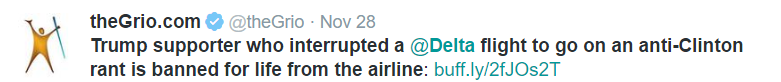 theGrio.com @theGrio · Nov 28
Trump supporter who interrupted a @Delta flight to go on an anti-Clinton
rant is banned for life from the airline: buff.ly/2fJOs2T